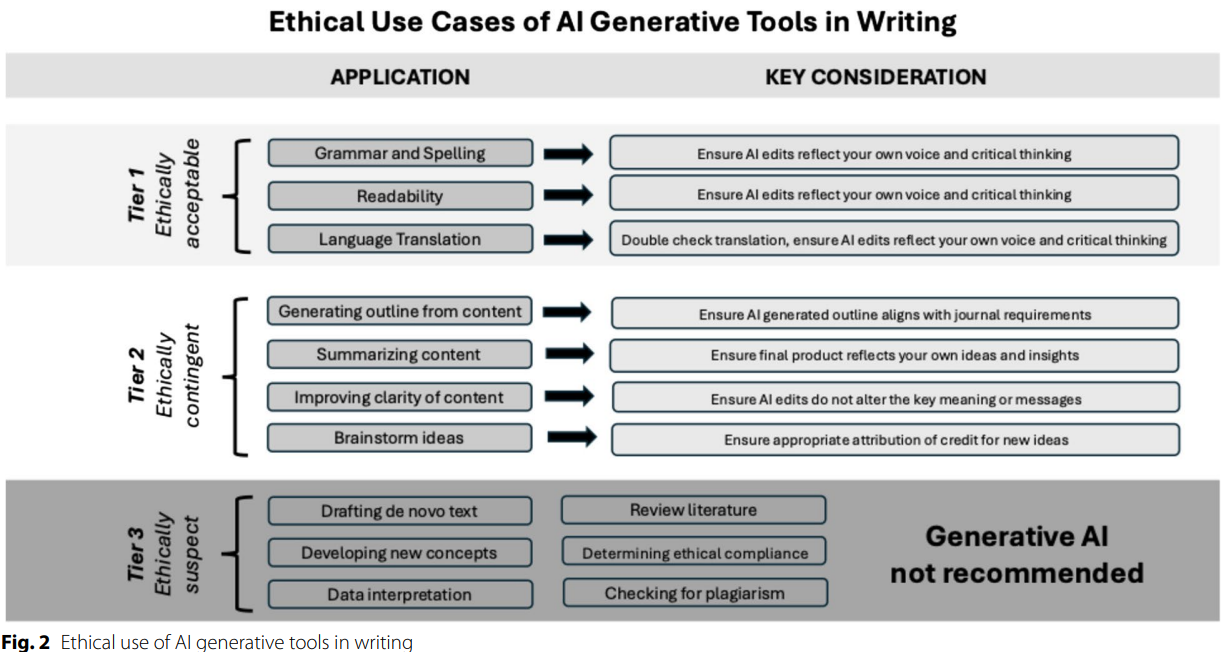 Ethical Use Cases of AI Generative Tools in Writing
APPLICATION
KEY CONSIDERATION
Tier 1
Ethically
acceptable
Grammar and Spelling
Ensure AI edits reflect your own voice and critical thinking
Readability
Ensure AI edits reflect your own voice and critical thinking
Language Translation
Double check translation, ensure AI edits reflect your own voice and critical thinking
Tier 2
Ethically
contingent
Generating outline from content
Ensure AI generated outline aligns with journal requirements
Summarizing content
Ensure final product reflects your own ideas and insights
Improving clarity of content
Ensure AI edits do not alter the key meaning or messages
Brainstorm ideas
Ensure appropriate attribution of credit for new ideas
Tier 3
Ethically
suspect
Drafting de novo text
Review literature
Developing new concepts
Determining ethical compliance
Data interpretation
Checking for plagiarism
Generative AI
not recommended
Fig. 2 Ethical use of AI generative tools in writing